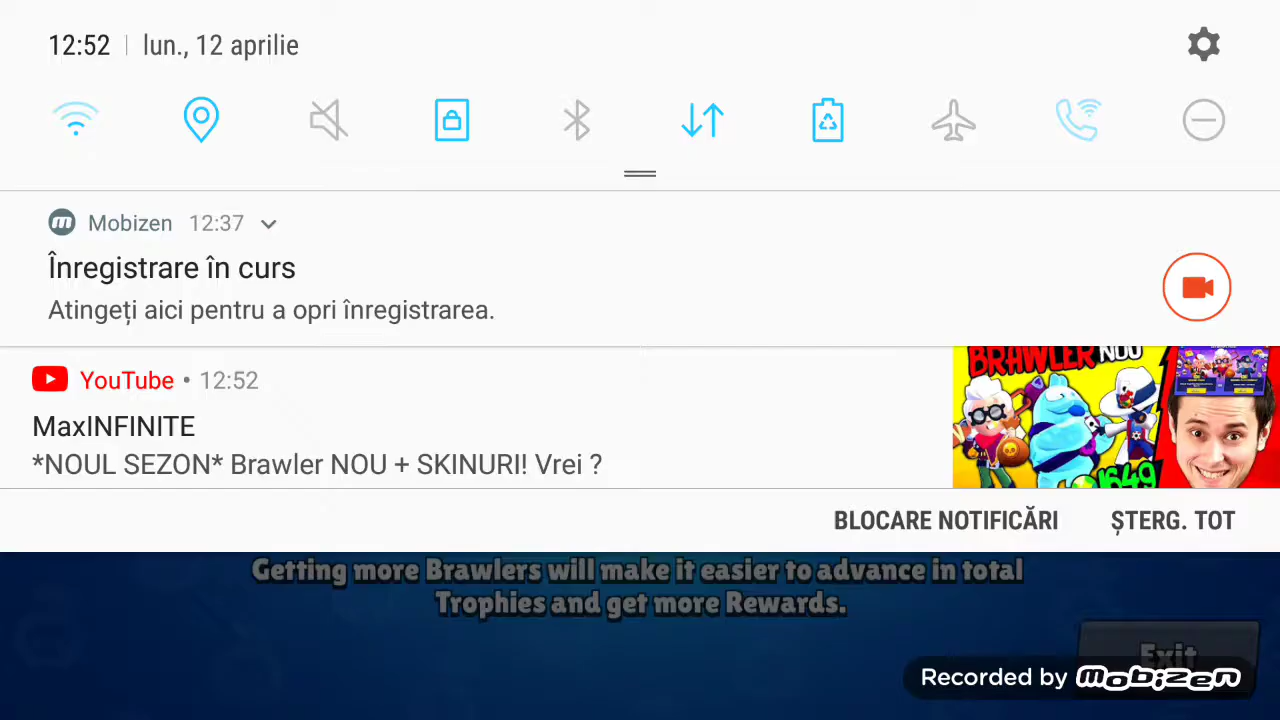 12:52 | lun., 12 aprilie
Mobizen 12:37
Înregistrare în curs
Atingeți aici pentru a opri înregistrarea.
YouTube • 12:52
MaxINFINITE
*NOUL SEZON* Brawler NOU + SKINURI! Vrei ?
BRAWLER NOU
1649
BLOCARE NOTIFICĂRI ȘTERG. TOT
Getting more Brawlers will make it easier to advance in total
Trophies and get more Rewards.
Exit
Recorded by mobizen